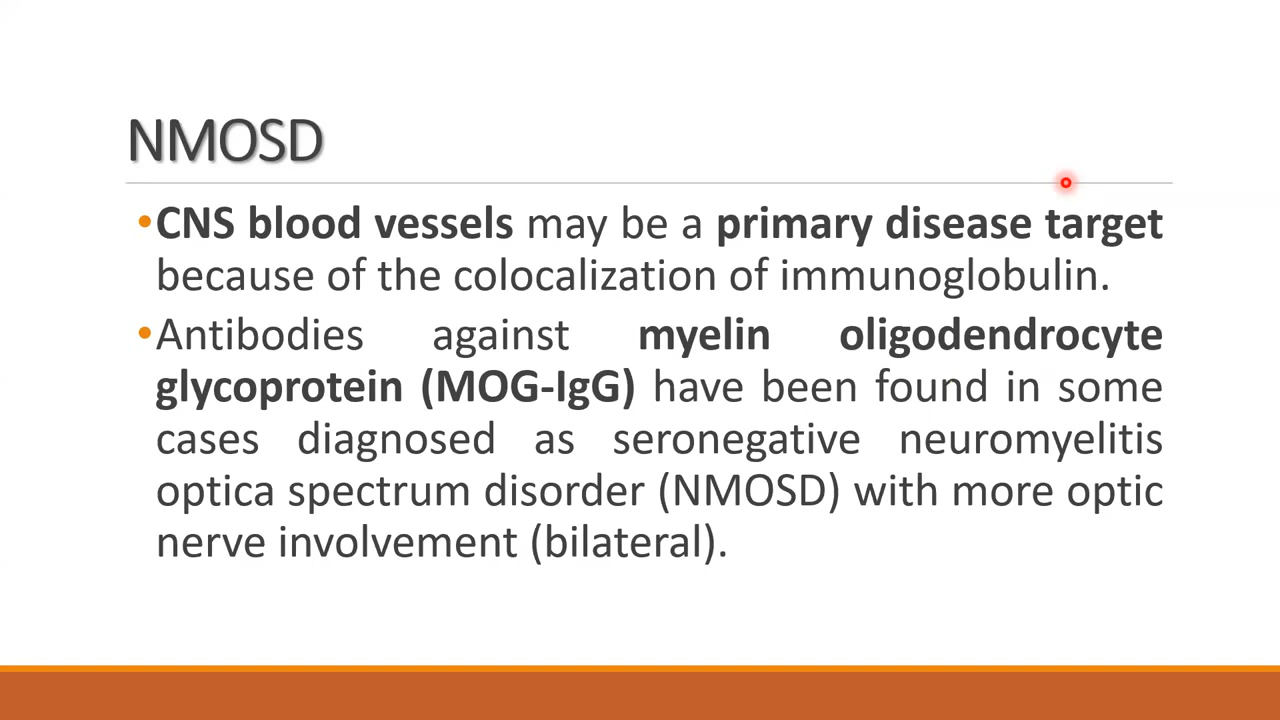 NMOSD
•CNS blood vessels may be a primary disease target
because of the colocalization of immunoglobulin.
•Antibodies against myelin oligodendrocyte
glycoprotein (MOG-IgG) have been found in some
cases diagnosed as seronegative neuromyelitis
optica spectrum disorder (NMOSD) with more optic
nerve involvement (bilateral).